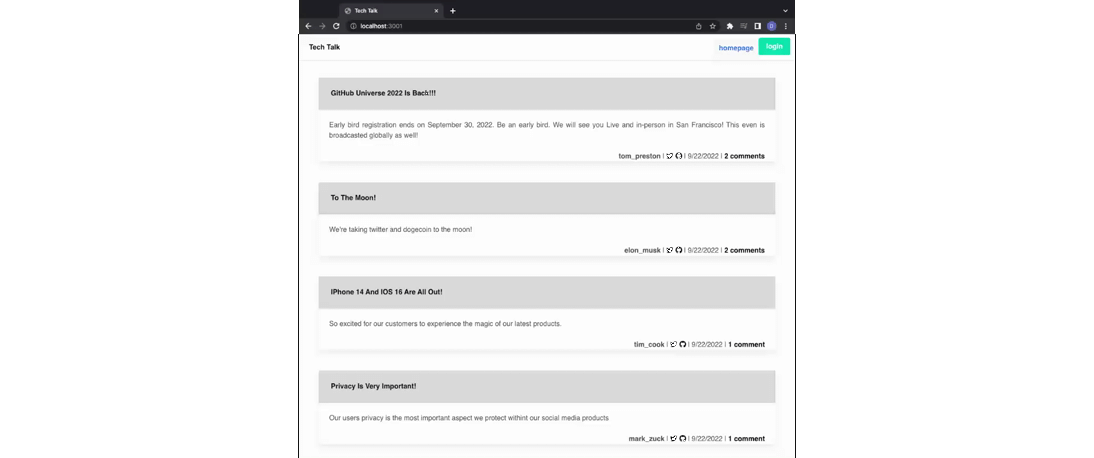 Tech Talk
localhost:3001
Tech Talk
homepage
login
GitHub Universe 2022 Is Back!!!
Early bird registration ends on September 30, 2022. Be an early bird. We will see you Live and in-person in San Francisco! This even is
broadcasted globally as well!
tom_preston | | 9/22/2022 | 2 comments
To The Moon!
We're taking twitter and dogecoin to the moon!
elon_musk | | 9/22/2022 | 2 comments
IPhone 14 And IOS 16 Are All Out!
So excited for our customers to experience the magic of our latest products.
tim_cook | | 9/22/2022 | 1 comment
Privacy Is Very Important!
Our users privacy is the most important aspect we protect withint our social media products
mark_zuck | | 9/22/2022 | 1 comment